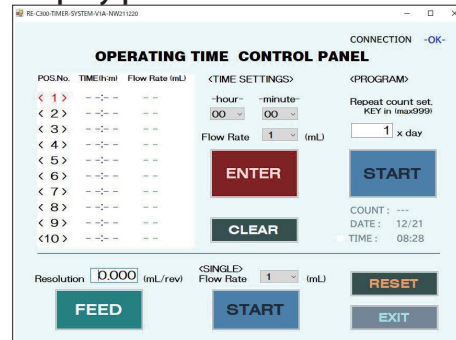 RE-C300-TIMER-SYSTEM-V1A-NW211220
CONNECTION -OK-
OPERATING TIME CONTROL PANEL
POS.No. TIME(h:m) Flow Rate (mL)
<TIME SETTINGS>
<PROGRAM>
< 1> --:-- --
< 2> --:-- --
< 3> --:-- --
< 4> --:-- --
< 5> --:-- --
< 6> --:-- --
< 7> --:-- --
< 8> --:-- --
< 9> --:-- --
<10> --:-- --
-hour- -minute-
00 00
Flow Rate 1 (mL)
ENTER
CLEAR
Repeat count set.
KEY in (max999)
1 x day
START
COUNT : ---
DATE : 12/21
TIME : 08:28
Resolution 0.000 (mL/rev)
FEED
<SINGLE>
Flow Rate 1 (mL)
START
RESET
EXIT